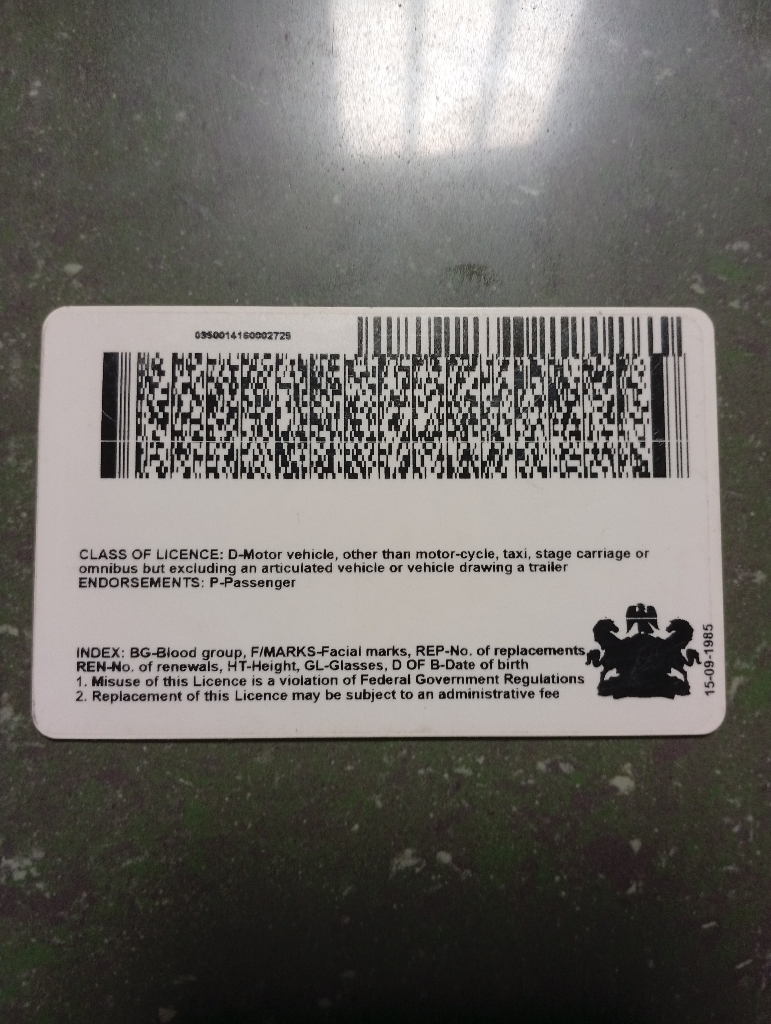 0350014160002725
CLASS OF LICENCE: D-Motor vehicle, other than motor-cycle, taxi, stage carriage or
omnibus but excluding an articulated vehicle or vehicle drawing a trailer
ENDORSEMENTS: P-Passenger
INDEX: BG-Blood group, F/MARKS-Facial marks, REP-No. of replacements,
REN-No. of renewals, HT-Height, GL-Glasses, D OF B-Date of birth
1. Misuse of this Licence is a violation of Federal Government Regulations
2. Replacement of this Licence may be subject to an administrative fee
15-09-1985